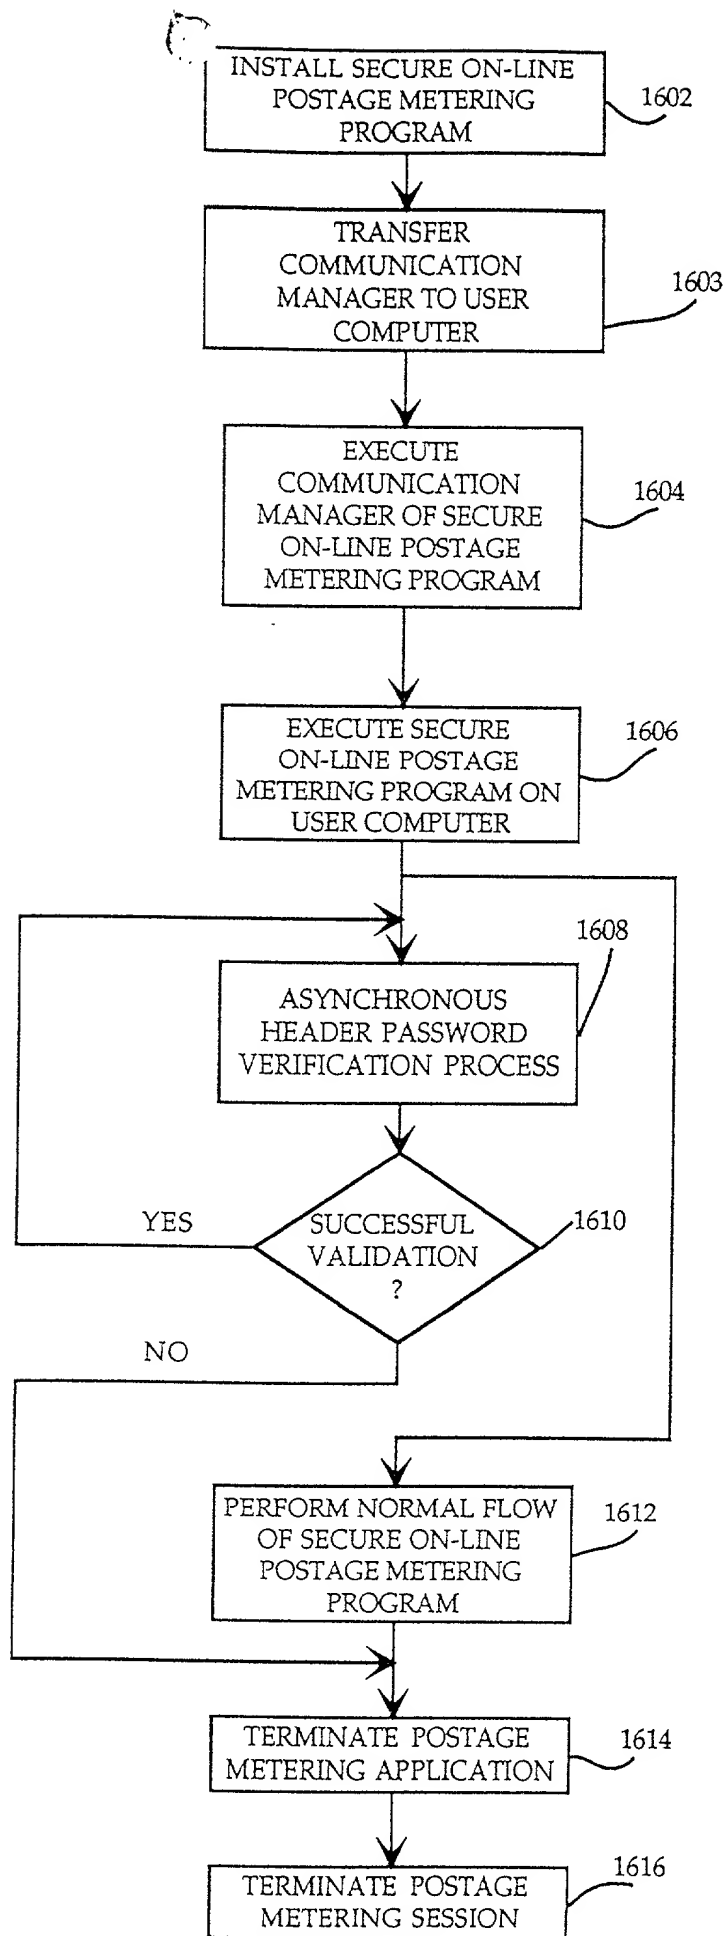 INSTALL SECURE ON-LINE
POSTAGE METERING
PROGRAM
1602
TRANSFER
COMMUNICATION
MANAGER TO USER
COMPUTER
1603
EXECUTE
COMMUNICATION
MANAGER OF SECURE
ON-LINE POSTAGE
METERING PROGRAM
1604
EXECUTE SECURE
ON-LINE POSTAGE
METERING PROGRAM ON
USER COMPUTER
1606
ASYNCHRONOUS
HEADER PASSWORD
VERIFICATION PROCESS
1608
SUCCESSFUL
VALIDATION
?
1610
YES
NO
PERFORM NORMAL FLOW
OF SECURE ON-LINE
POSTAGE METERING
PROGRAM
1612
TERMINATE POSTAGE
METERING APPLICATION
1614
TERMINATE POSTAGE
METERING SESSION
1616